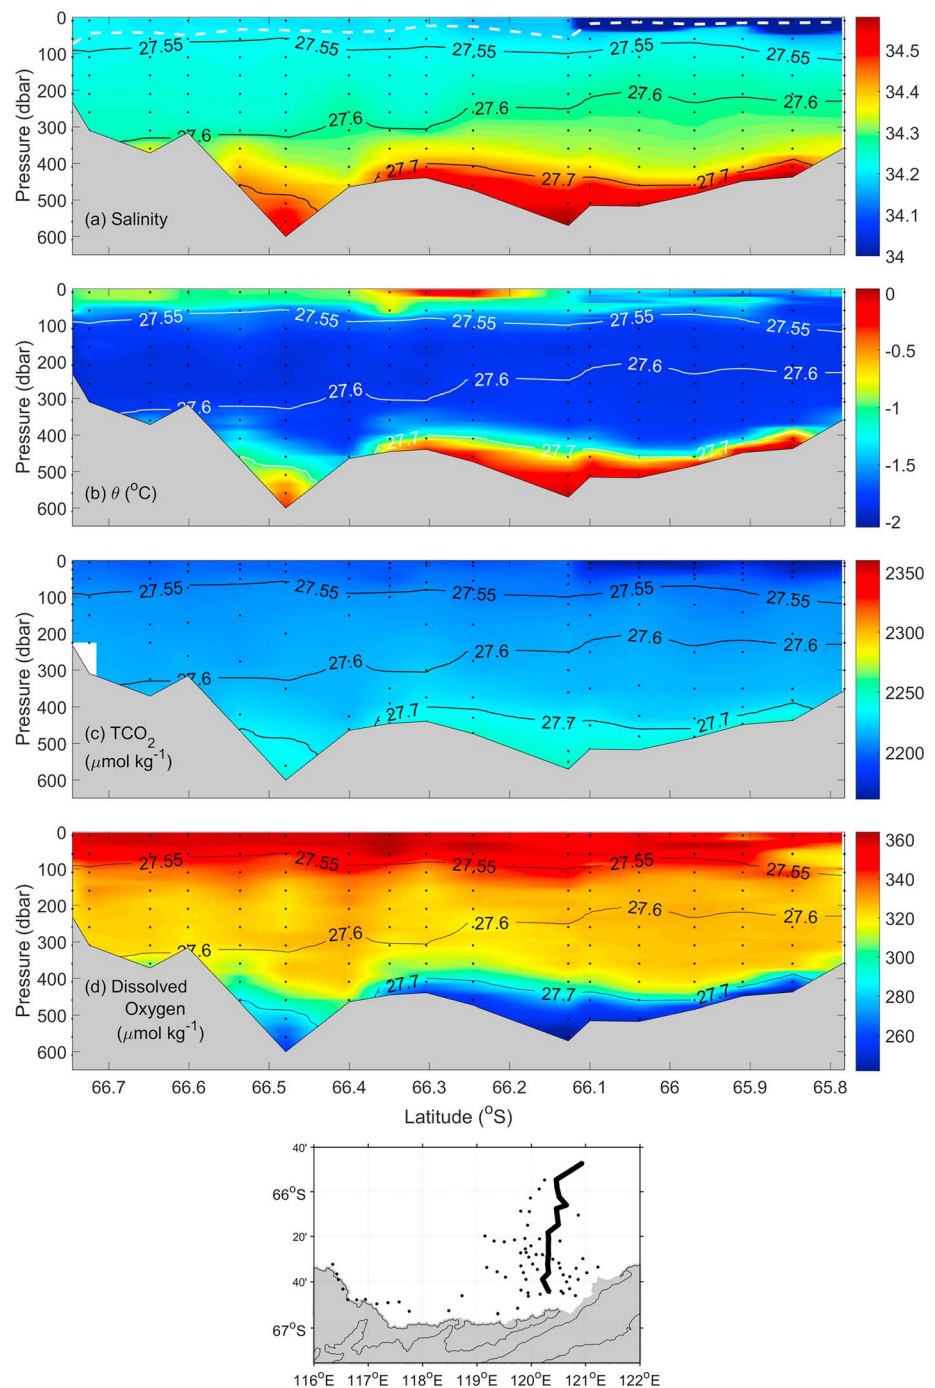 0
100
200
300
400
500
600
Pressure (dbar)
27.55 27.55 27.55 27.55 27.55
27.6 27.6 27.6 27.6 27.6
27.7 27.7 27.7
(a) Salinity
34.5
34.4
34.3
34.2
34.1
34
0
100
200
300
400
500
600
Pressure (dbar)
27.55 27.55 27.55 27.55 27.55
27.6 27.6 27.6 27.6 27.6
27.7 27.7 27.7
(b) θ (°C)
0
-0.5
-1
-1.5
-2
0
100
200
300
400
500
600
Pressure (dbar)
27.55 27.55 27.55 27.55 27.55
27.6 27.6 27.6 27.6 27.6
27.7 27.7 27.7
(c) TCO2
(μmol kg-1)
2350
2300
2250
2200
0
100
200
300
400
500
600
Pressure (dbar)
27.55 27.55 27.55 27.55 27.55
27.6 27.6 27.6 27.6
27.7 27.7 27.7
(d) Dissolved
Oxygen
(μmol kg-1)
360
340
320
300
280
260
66.7 66.6 66.5 66.4 66.3 66.2 66.1 66 65.9 65.8
Latitude (°S)
40'
66°S
20'
40'
67°S
116°E 117°E 118°E 119°E 120°E 121°E 122°E